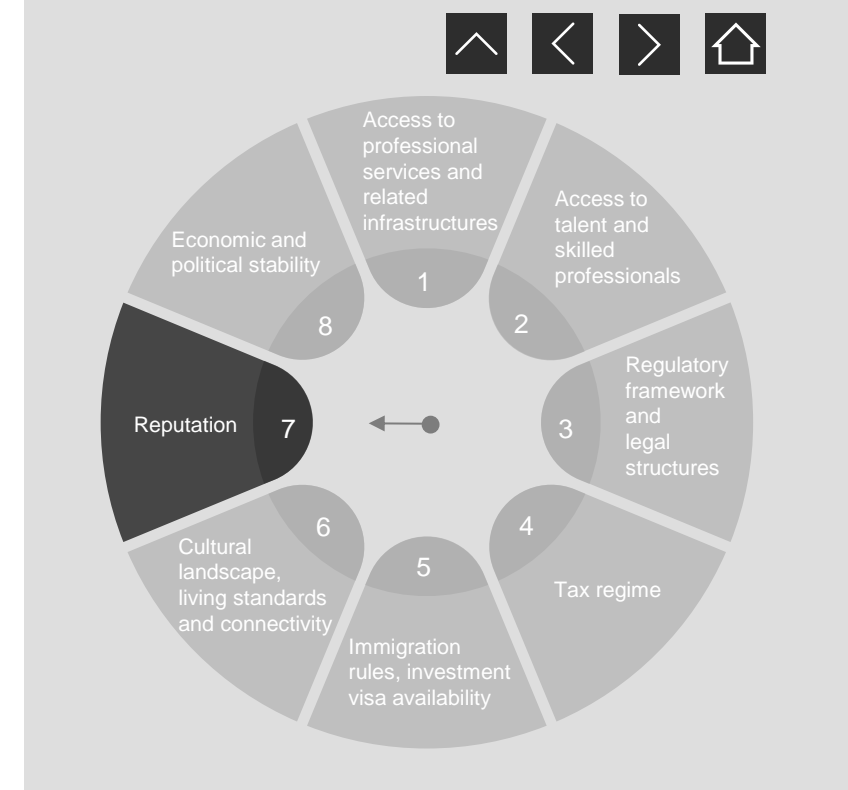 Access to
professional
services and
related
infrastructures
1
Access to
talent and
skilled
professionals
2
Regulatory
framework
and
legal
structures
3
4
Tax regime
5
Immigration
rules, investment
visa availability
6
Cultural
landscape,
living standards
and connectivity
Reputation
7
Economic and
political stability
8